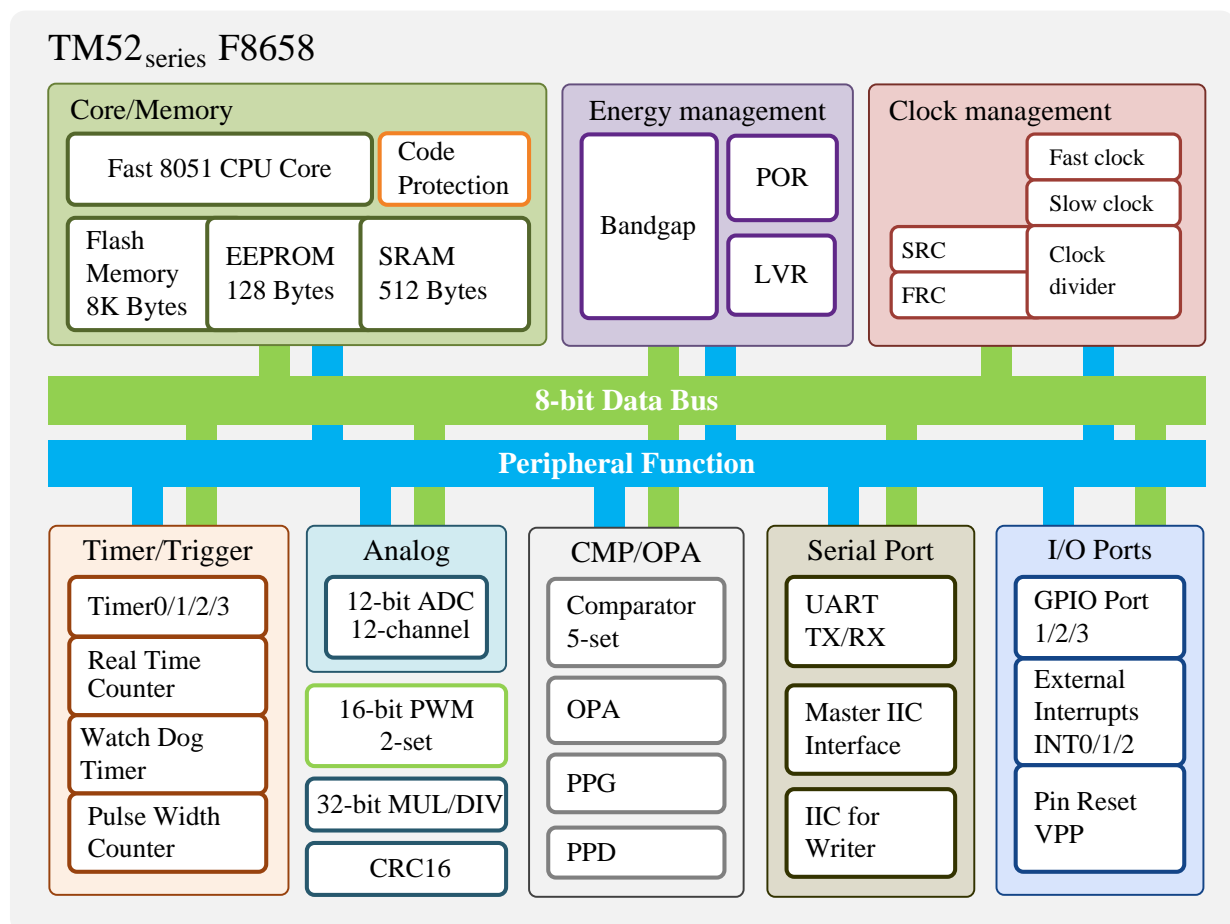 TM52series F8658
Core/Memory
Fast 8051 CPU Core
Code
Protection
Flash
Memory
8K Bytes
EEPROM
128 Bytes
SRAM
512 Bytes
Energy management
Bandgap
POR
LVR
Clock management
Fast clock
Slow clock
SRC
FRC
Clock
divider
8-bit Data Bus
Peripheral Function
Timer/Trigger
Timer0/1/2/3
Real Time
Counter
Watch Dog
Timer
Pulse Width
Counter
Analog
12-bit ADC
12-channel
16-bit PWM
2-set
32-bit MUL/DIV
CRC16
CMP/OPA
Comparator
5-set
OPA
PPG
PPD
Serial Port
UART
TX/RX
Master IIC
Interface
IIC for
Writer
I/O Ports
GPIO Port
1/2/3
External
Interrupts
INT0/1/2
Pin Reset
VPP